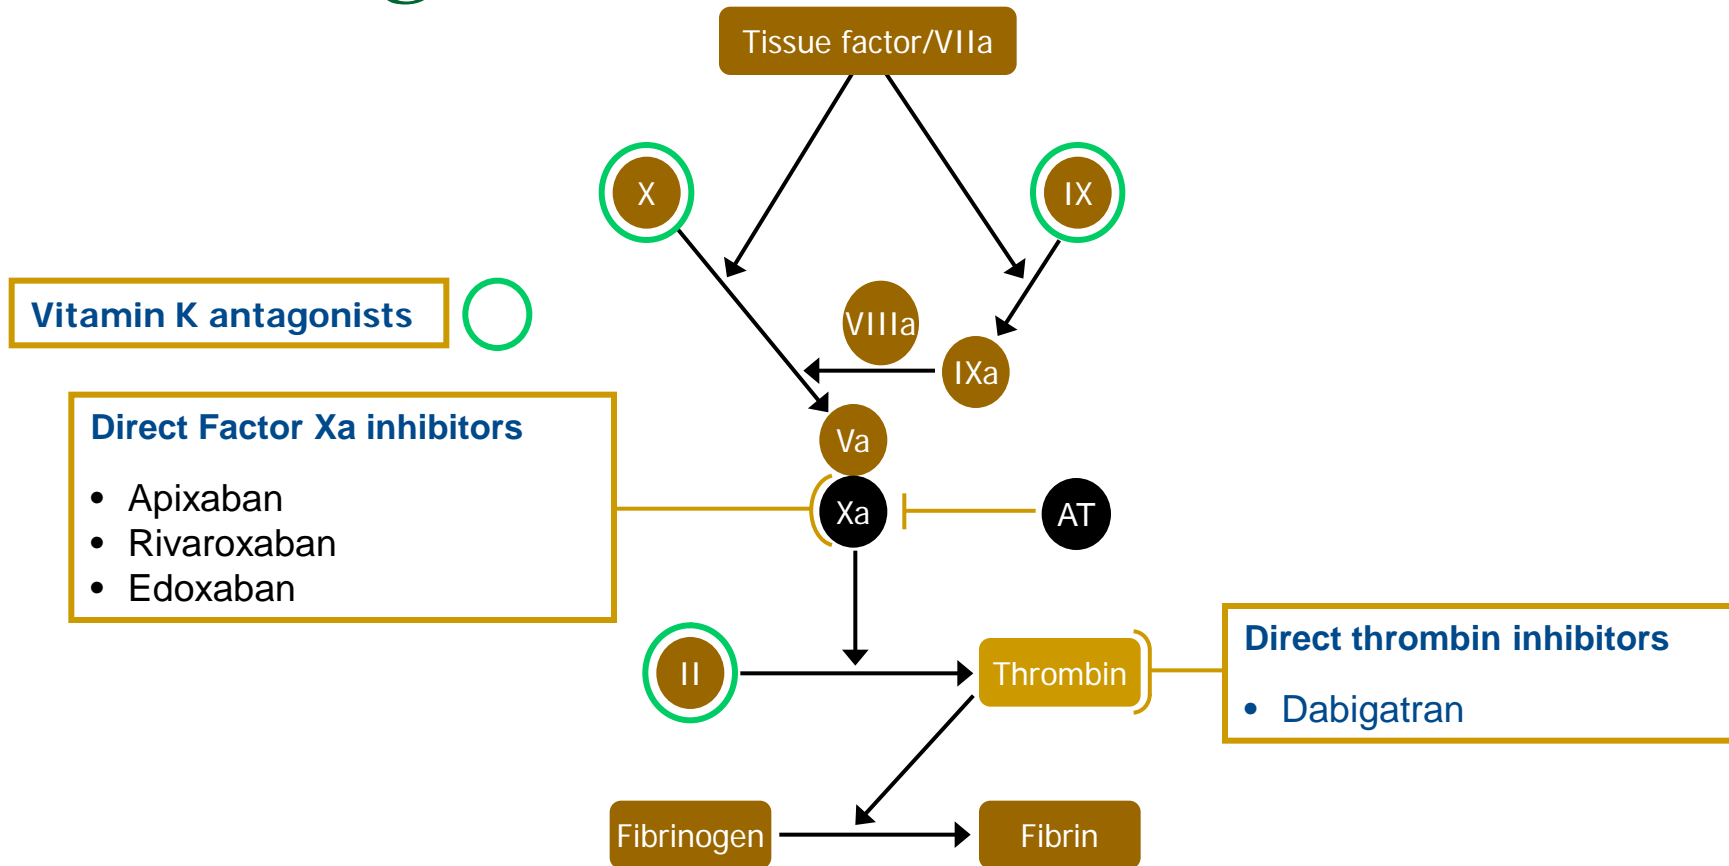 Tissue factor/VIIa
X
IX
Vitamin K antagonists
VIIIa
IXa
Direct Factor Xa inhibitors
• Apixaban
• Rivaroxaban
• Edoxaban
Va
Xa
AT
II
Thrombin
Direct thrombin inhibitors
• Dabigatran
Fibrinogen
Fibrin